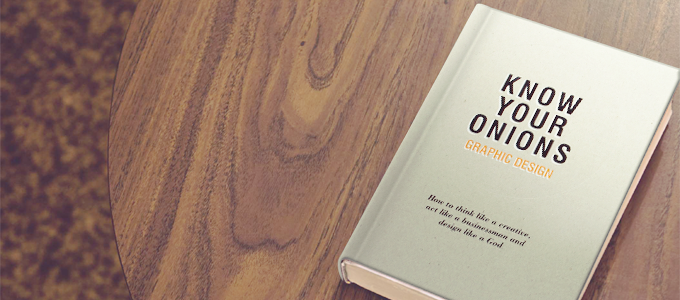 KNOW
YOUR
ONIONS
GRAPHIC DESIGN
How to think like a creative,
act like a businessman and
design like a God